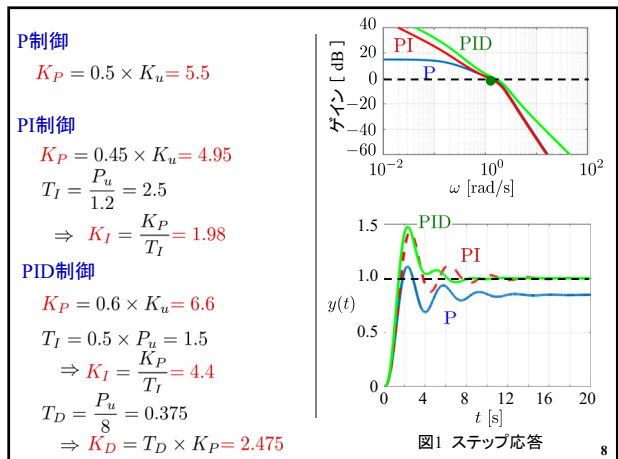 P制御
K_P = 0.5 × K_u = 5.5
PI制御
K_P = 0.45 × K_u = 4.95
T_I = P_u / 1.2 = 2.5
⇒ K_I = K_P / T_I = 1.98
PID制御
K_P = 0.6 × K_u = 6.6
T_I = 0.5 × P_u = 1.5
⇒ K_I = K_P / T_I = 4.4
T_D = P_u / 8 = 0.375
⇒ K_D = T_D × K_P = 2.475
ゲイン [ dB ]
40
20
0
−20
−40
−60
PI
PID
P
10^−2 10^0 10^2
ω [rad/s]
y(t)
1.5
1.0
0.5
0
PID
PI
P
0 4 8 12 16 20
t [s]
図1 ステップ応答
8